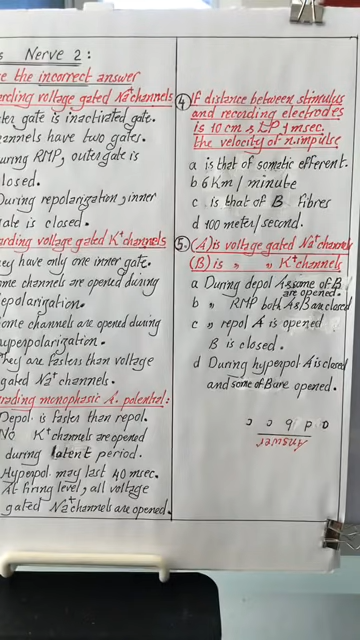 s Nerve 2:
e the incorrect answer
arding voltage gated Na+ channels
ter gate is inactivated gate.
hannels have two gates.
uring RMP, outer gate is
losed.
During repolarization, inner
ate is closed.
arding voltage gated K+ channels
hey have only one inner gate.
ome channels are opened during
epolarization.
ome channels are opened during
hyperpolarization.
They are fasters than voltage
gated Na+ channels.
garding monophasic A. potential:
Depol. is faster than repol.
No K+ channels are opened
during latent period.
Hyperpol. may last 40 msec.
At firing level, all voltage
gated Na+ channels are opened.
4 If distance between stimulus
and recording electrodes
is 10 cm & LP 1 msec.
the velocity of n.impulse
a is that of somatic efferent.
b 6 Km / minute
c is that of B fibres
d 100 meter/second.
5. (A) is voltage gated Na+ channels
(B) is " " K+ channels
a During depol A & some of B
are opened.
b " RMP both A & B are closed
c " repol A is opened
B is closed.
d During hyperpol A is closed
and some of B are opened.
Answer
c c b d a